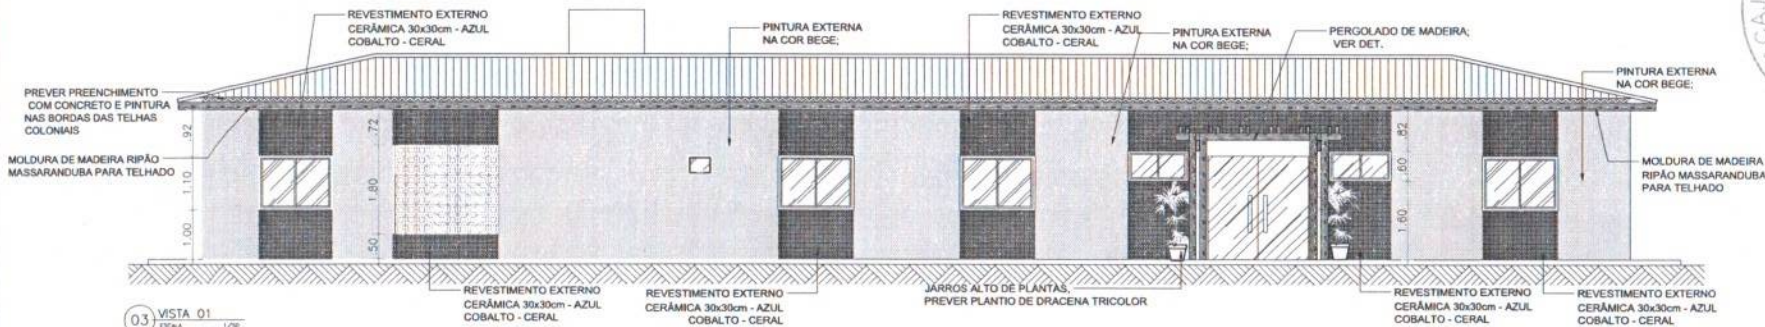 REVESTIMENTO EXTERNO
CERÂMICA 30x30cm - AZUL
COBALTO - CERAL
PINTURA EXTERNA
NA COR BEGE;
REVESTIMENTO EXTERNO
CERÂMICA 30x30cm - AZUL
COBALTO - CERAL
PINTURA EXTERNA
NA COR BEGE;
PERGOLADO DE MADEIRA;
VER DET.
PINTURA EXTERNA
NA COR BEGE;
PREVER PREENCHIMENTO
COM CONCRETO E PINTURA
NAS BORDAS DAS TELHAS
COLONIAIS
MOLDURA DE MADEIRA RIPÃO
MASSARANDUBA PARA TELHADO
.92
1.10
1.00
.72
1.80
.50
.82
.60
1.60
MOLDURA DE MADEIRA
RIPÃO MASSARANDUBA
PARA TELHADO
REVESTIMENTO EXTERNO
CERÂMICA 30x30cm - AZUL
COBALTO - CERAL
REVESTIMENTO EXTERNO
CERÂMICA 30x30cm - AZUL
COBALTO - CERAL
JARROS ALTO DE PLANTAS,
PREVER PLANTIO DE DRACENA TRICOLOR
REVESTIMENTO EXTERNO
CERÂMICA 30x30cm - AZUL
COBALTO - CERAL
REVESTIMENTO EXTERNO
CERÂMICA 30x30cm - AZUL
COBALTO - CERAL
03 VISTA 01